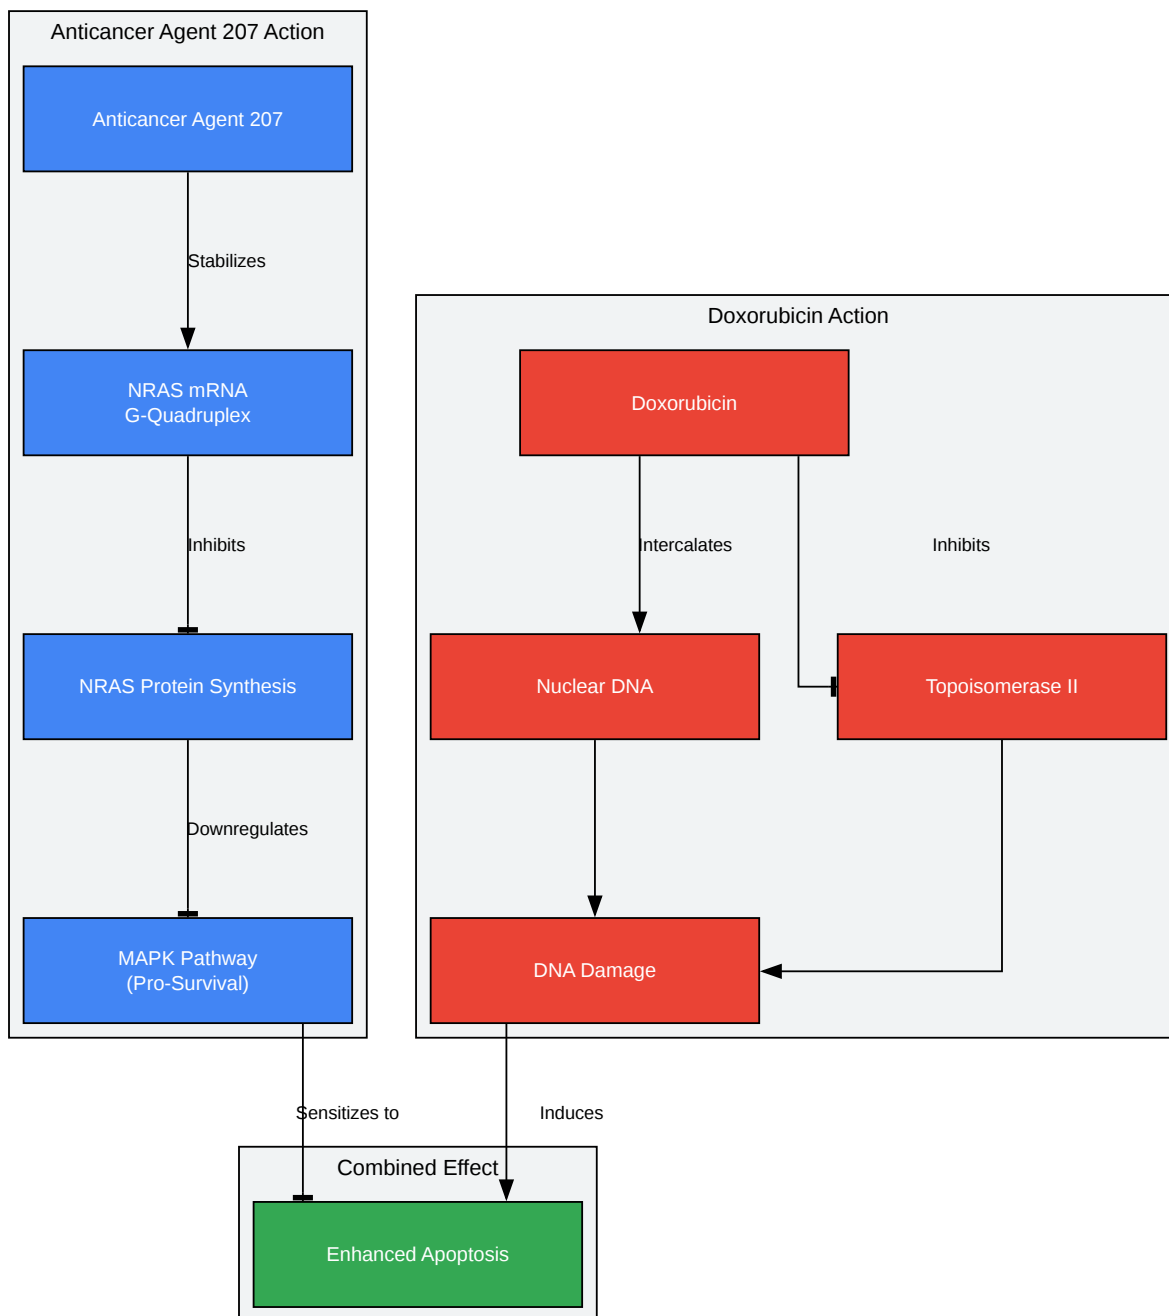 Anticancer Agent 207 Action
Anticancer Agent 207
Stabilizes
NRAS mRNA
G-Quadruplex
Inhibits
NRAS Protein Synthesis
Downregulates
MAPK Pathway
(Pro-Survival)
Doxorubicin Action
Doxorubicin
Intercalates
Inhibits
Nuclear DNA
Topoisomerase II
DNA Damage
Sensitizes to
Induces
Combined Effect
Enhanced Apoptosis